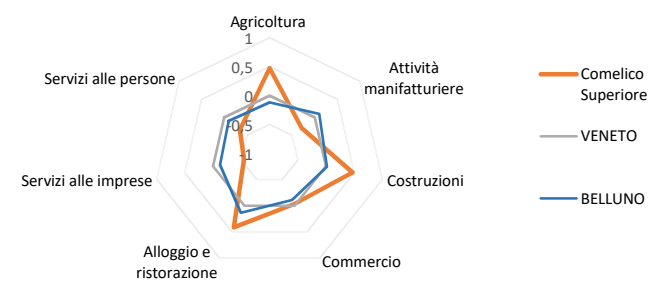 Agricoltura
1
0,5
0
-0,5
-1
Attività
manifatturiere
Costruzioni
Commercio
Alloggio e
ristorazione
Servizi alle imprese
Servizi alle persone
Comelico
Superiore
VENETO
BELLUNO